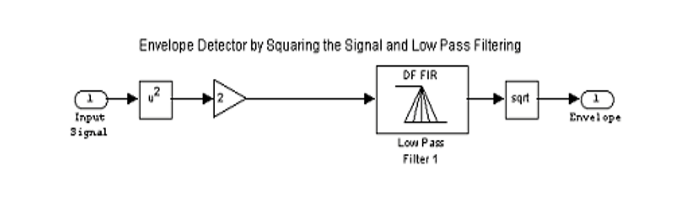 Envelope Detector by Squaring the Signal and Low Pass Filtering
1
Input
Signal
u²
2
DF FIR
Low Pass
Filter 1
sqrt
1
Envelope